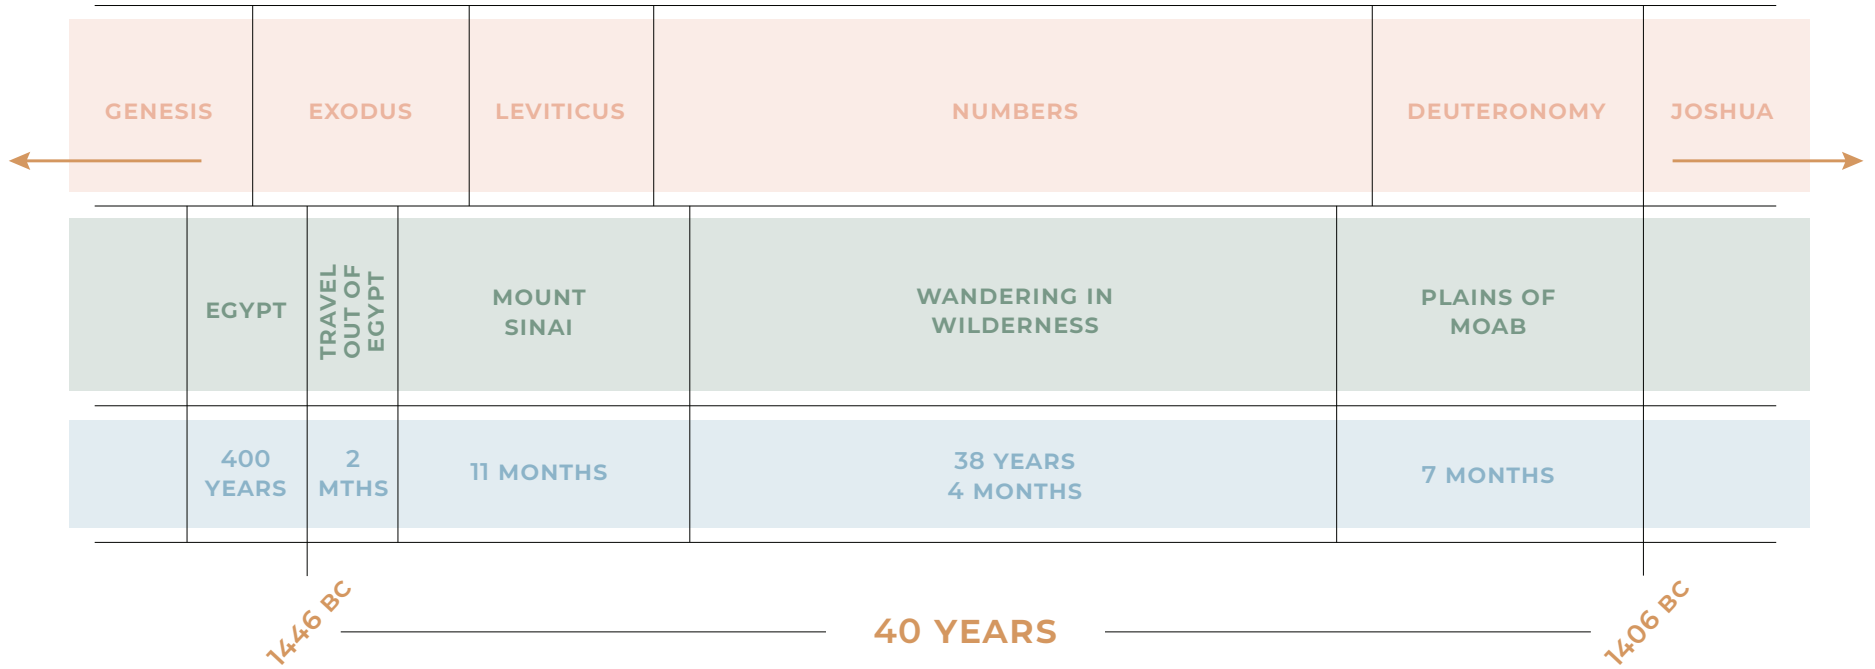 GENESIS
EXODUS
LEVITICUS
NUMBERS
DEUTERONOMY
JOSHUA
EGYPT
TRAVEL
OUT OF
EGYPT
MOUNT
SINAI
WANDERING IN
WILDERNESS
PLAINS OF
MOAB
400
YEARS
2
MTHS
11 MONTHS
38 YEARS
4 MONTHS
7 MONTHS
1446 BC
40 YEARS
1406 BC